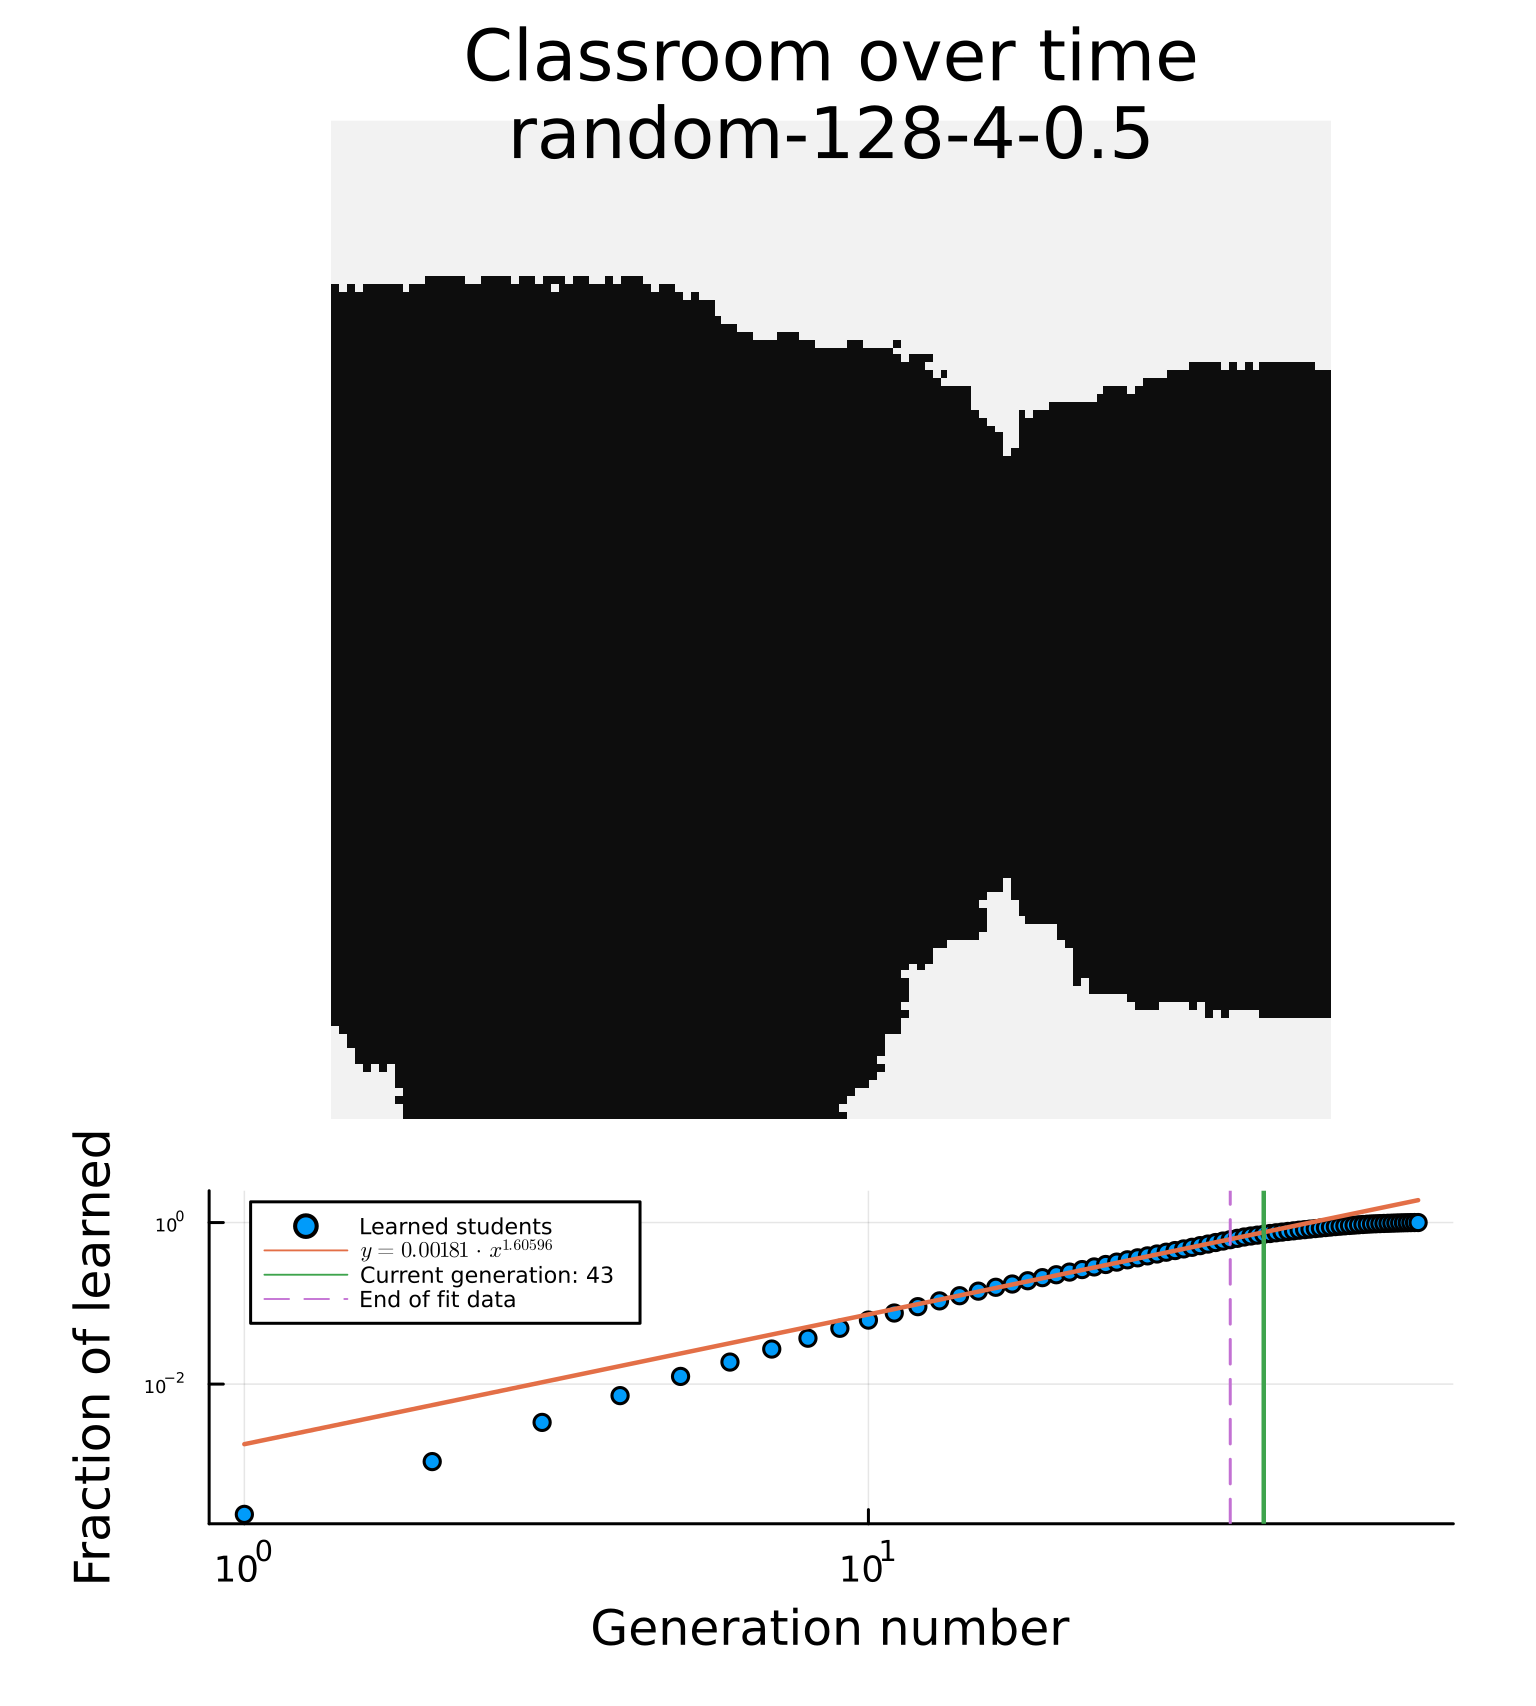 Classroom over time
random-128-4-0.5
Fraction of learned
10⁰
10⁻²
Learned students
y = 0.00181 · x^1.60596
Current generation: 43
End of fit data
10⁰
10¹
Generation number